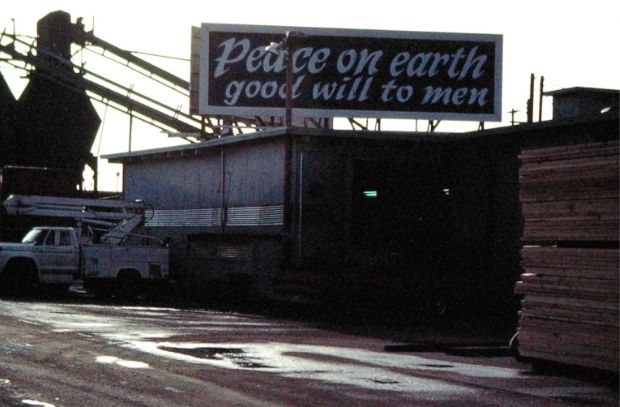 Peace on earth
good will to men